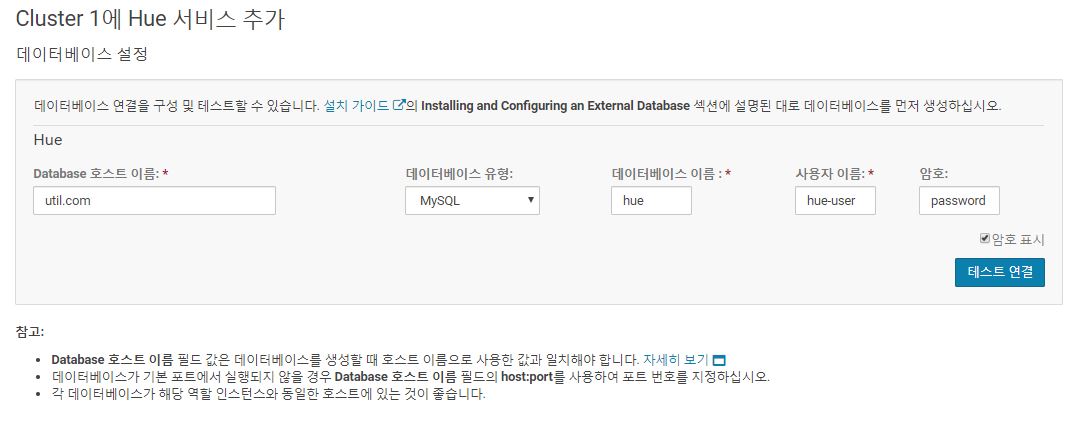 Cluster 1에 Hue 서비스 추가
데이터베이스 설정
데이터베이스 연결을 구성 및 테스트할 수 있습니다. 설치 가이드의 Installing and Configuring an External Database 섹션에 설명된 대로 데이터베이스를 먼저 생성하십시오.
Hue
Database 호스트 이름: * 데이터베이스 유형: 데이터베이스 이름 : * 사용자 이름: * 암호:
util.com MySQL hue hue-user password
암호 표시
테스트 연결
참고:
• Database 호스트 이름 필드 값은 데이터베이스를 생성할 때 호스트 이름으로 사용한 값과 일치해야 합니다. 자세히 보기
• 데이터베이스가 기본 포트에서 실행되지 않을 경우 Database 호스트 이름 필드의 host:port를 사용하여 포트 번호를 지정하십시오.
• 각 데이터베이스가 해당 역할 인스턴스와 동일한 호스트에 있는 것이 좋습니다.